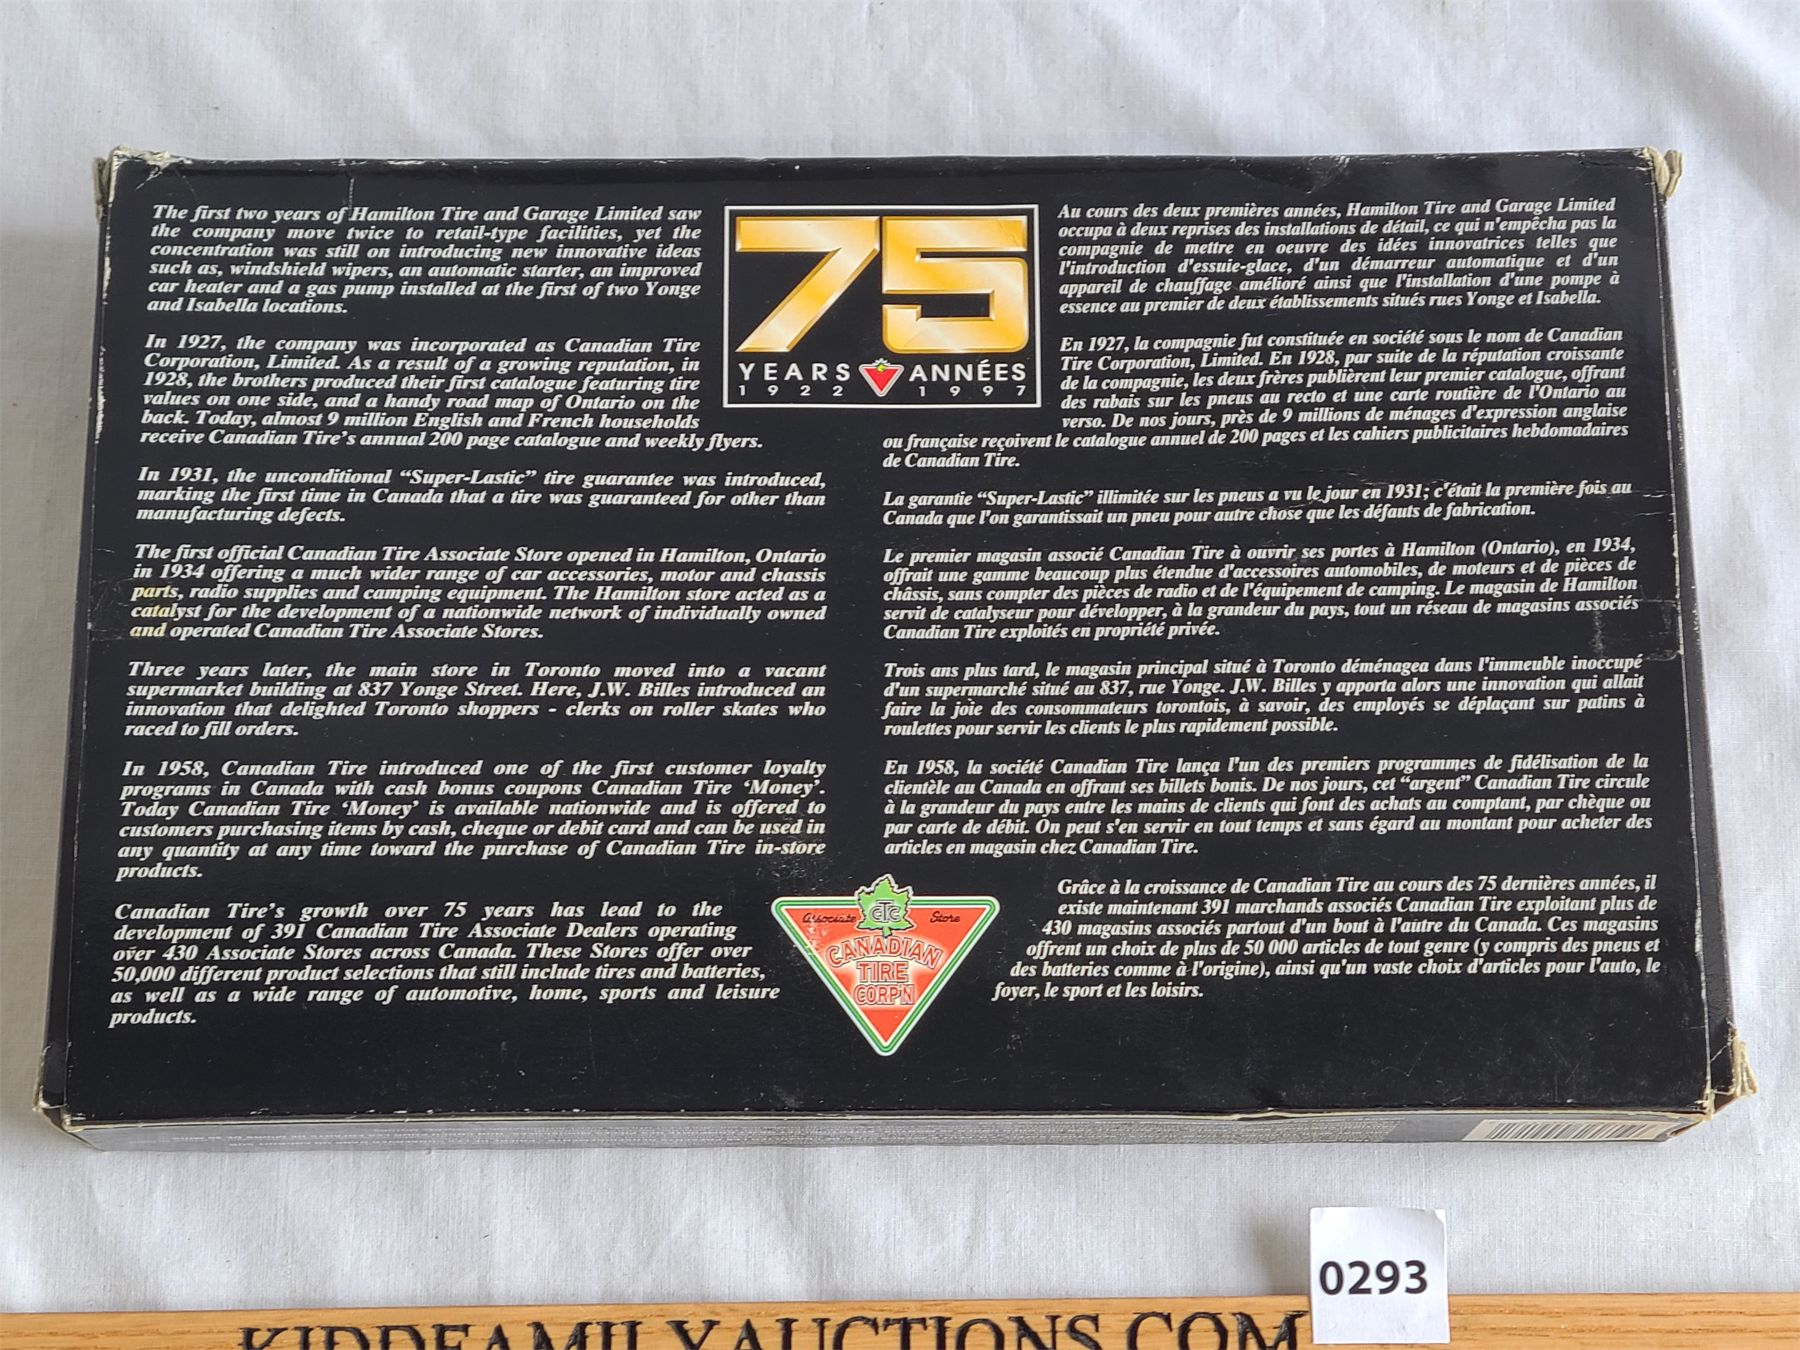 The first two years of Hamilton Tire and Garage Limited saw
the company move twice to retail-type facilities, yet the
concentration was still on introducing new innovative ideas
such as, windshield wipers, an automatic starter, an improved
car heater and a gas pump installed at the first of two Yonge
and Isabella locations.
In 1927, the company was incorporated as Canadian Tire
Corporation, Limited. As a result of a growing reputation, in
1928, the brothers produced their first catalogue featuring tire
values on one side, and a handy road map of Ontario on the
back. Today, almost 9 million English and French households
receive Canadian Tire's annual 200 page catalogue and weekly flyers.
In 1931, the unconditional “Super-Lastic” tire guarantee was introduced,
marking the first time in Canada that a tire was guaranteed for other than
manufacturing defects.
The first official Canadian Tire Associate Store opened in Hamilton, Ontario
in 1934 offering a much wider range of car accessories, motor and chassis
parts, radio supplies and camping equipment. The Hamilton store acted as a
catalyst for the development of a nationwide network of individually owned
and operated Canadian Tire Associate Stores.
Three years later, the main store in Toronto moved into a vacant
supermarket building at 837 Yonge Street. Here, J.W. Billes introduced an
innovation that delighted Toronto shoppers - clerks on roller skates who
raced to fill orders.
In 1958, Canadian Tire introduced one of the first customer loyalty
programs in Canada with cash bonus coupons Canadian Tire ‘Money’.
Today Canadian Tire ‘Money’ is available nationwide and is offered to
customers purchasing items by cash, cheque or debit card and can be used in
any quantity at any time toward the purchase of Canadian Tire in-store
products.
Canadian Tire's growth over 75 years has lead to the
development of 391 Canadian Tire Associate Dealers operating
over 430 Associate Stores across Canada. These Stores offer over
50,000 different product selections that still include tires and batteries,
as well as a wide range of automotive, home, sports and leisure
products.
75
YEARS ANNÉES
1922 1997
Au cours des deux premières années, Hamilton Tire and Garage Limited
occupa à deux reprises des installations de détail, ce qui n'empêcha pas la
compagnie de mettre en oeuvre des idées innovatrices telles que
l'introduction d'essuie-glace, d'un démarreur automatique et d'un
appareil de chauffage amélioré ainsi que l'installation d'une pompe à
essence au premier de deux établissements situés rues Yonge et Isabella.
En 1927, la compagnie fut constituée en société sous le nom de Canadian
Tire Corporation, Limited. En 1928, par suite de la réputation croissante
de la compagnie, les deux frères publièrent leur premier catalogue, offrant
des rabais sur les pneus au recto et une carte routière de l'Ontario au
verso. De nos jours, près de 9 millions de ménages d'expression anglaise
ou française reçoivent le catalogue annuel de 200 pages et les cahiers publicitaires hebdomadaires
de Canadian Tire.
La garantie “Super-Lastic” illimitée sur les pneus a vu le jour en 1931; c'était la première fois au
Canada que l'on garantissait un pneu pour autre chose que les défauts de fabrication.
Le premier magasin associé Canadian Tire à ouvrir ses portes à Hamilton (Ontario), en 1934,
offrait une gamme beaucoup plus étendue d'accessoires automobiles, de moteurs et de pièces de
châssis, sans compter des pièces de radio et de l'équipement de camping. Le magasin de Hamilton
servit de catalyseur pour développer, à la grandeur du pays, tout un réseau de magasins associés
Canadian Tire exploités en propriété privée.
Trois ans plus tard, le magasin principal situé à Toronto déménagea dans l'immeuble inoccupé
d'un supermarché situé au 837, rue Yonge. J.W. Billes y apporta alors une innovation qui allait
faire la joie des consommateurs torontois, à savoir, des employés se déplaçant sur patins à
roulettes pour servir les clients le plus rapidement possible.
En 1958, la société Canadian Tire lança l'un des premiers programmes de fidélisation de la
clientèle au Canada en offrant ses billets bonis. De nos jours, cet “argent” Canadian Tire circule
à la grandeur du pays entre les mains de clients qui font des achats au comptant, par chèque ou
par carte de débit. On peut s'en servir en tout temps et sans égard au montant pour acheter des
articles en magasin chez Canadian Tire.
Grâce à la croissance de Canadian Tire au cours des 75 dernières années, il
existe maintenant 391 marchands associés Canadian Tire exploitant plus de
430 magasins associés partout d'un bout à l'autre du Canada. Ces magasins
offrent un choix de plus de 50 000 articles de tout genre (y compris des pneus et
des batteries comme à l'origine), ainsi qu'un vaste choix d'articles pour l'auto, le
foyer, le sport et les loisirs.
Associate CTC Store
CANADIAN
TIRE
CORP'N
0293
KIDDFAMILYAUCTIONS.COM